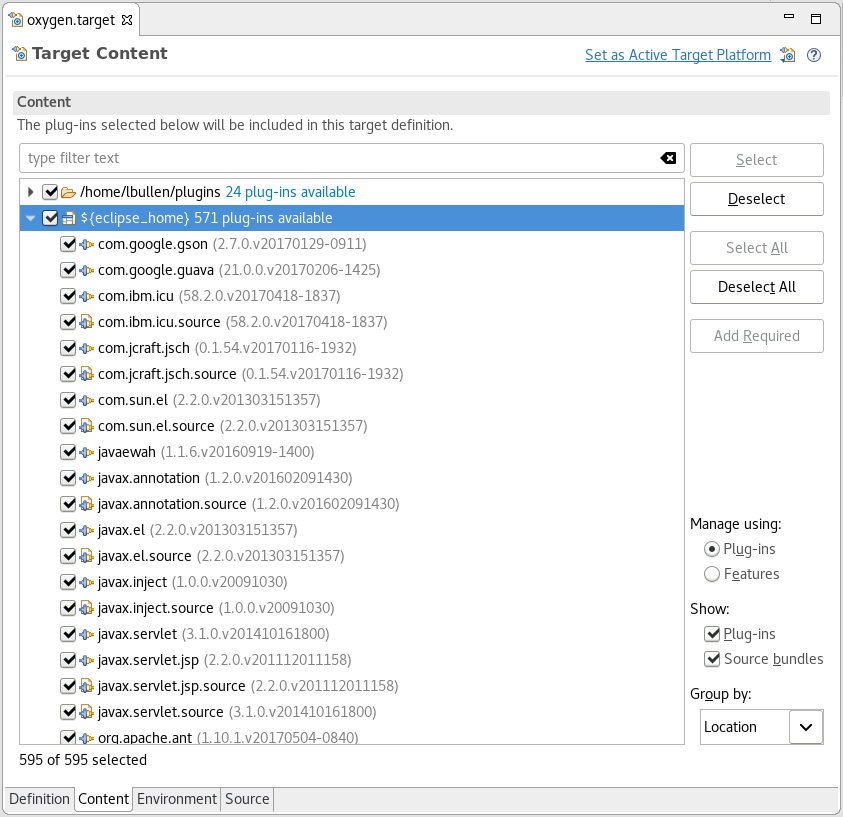 oxygen.target
Target Content
Set as Active Target Platform
Content
The plug-ins selected below will be included in this target definition.
type filter text
Select
/home/lbullen/plugins 24 plug-ins available
Deselect
${eclipse_home} 571 plug-ins available
com.google.gson (2.7.0.v20170129-0911)
Select All
com.google.guava (21.0.0.v20170206-1425)
Deselect All
com.ibm.icu (58.2.0.v20170418-1837)
com.ibm.icu.source (58.2.0.v20170418-1837)
Add Required
com.jcraft.jsch (0.1.54.v20170116-1932)
com.jcraft.jsch.source (0.1.54.v20170116-1932)
com.sun.el (2.2.0.v201303151357)
com.sun.el.source (2.2.0.v201303151357)
javaewah (1.1.6.v20160919-1400)
javax.annotation (1.2.0.v201602091430)
javax.annotation.source (1.2.0.v201602091430)
javax.el (2.2.0.v201303151357)
javax.el.source (2.2.0.v201303151357)
javax.inject (1.0.0.v20091030)
javax.inject.source (1.0.0.v20091030)
javax.servlet (3.1.0.v201410161800)
javax.servlet.jsp (2.2.0.v201112011158)
javax.servlet.jsp.source (2.2.0.v201112011158)
javax.servlet.source (3.1.0.v201410161800)
org.apache.ant (1.10.1.v20170504-0840)
Manage using:
Plug-ins
Features
Show:
Plug-ins
Source bundles
Group by:
Location
595 of 595 selected
Definition
Content
Environment
Source